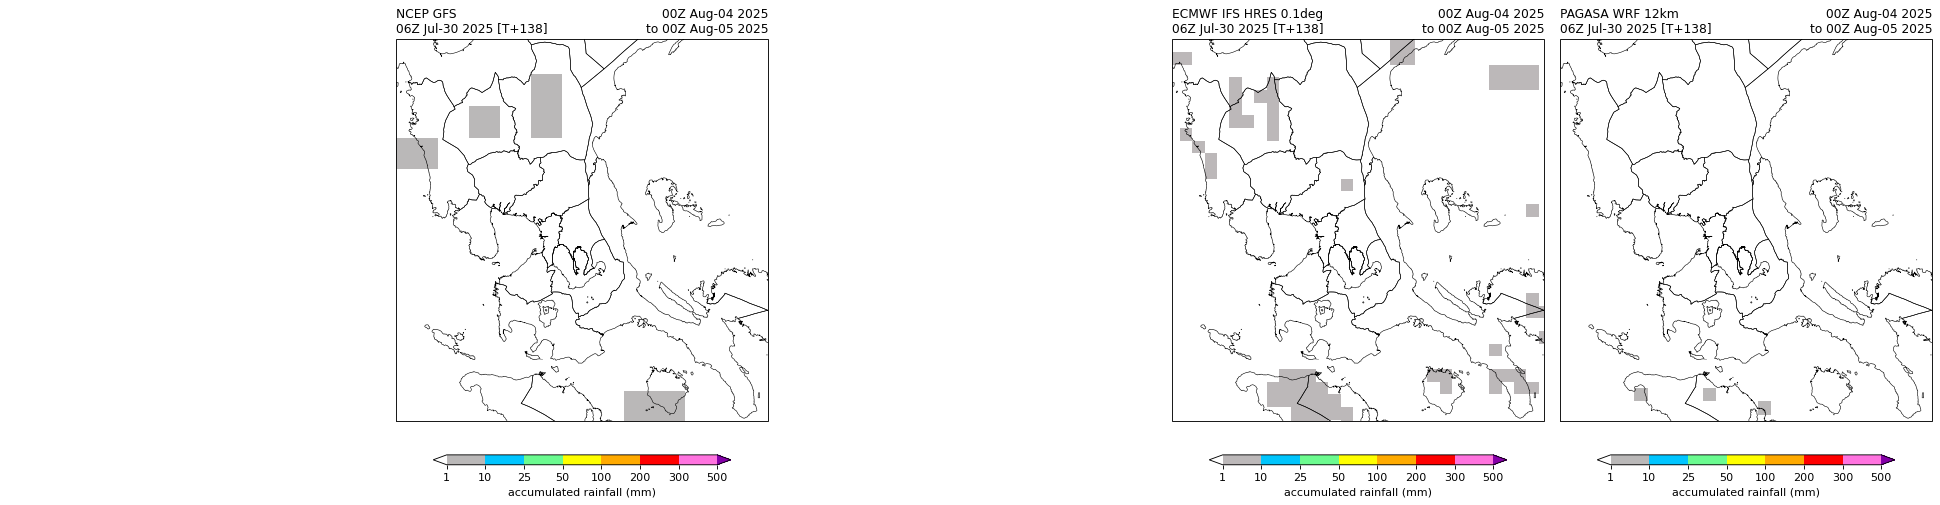 NCEP GFS 00Z Aug-04 2025
06Z Jul-30 2025 [T+138] to 00Z Aug-05 2025
1 10 25 50 100 200 300 500
accumulated rainfall (mm)
ECMWF IFS HRES 0.1deg 00Z Aug-04 2025
06Z Jul-30 2025 [T+138] to 00Z Aug-05 2025
1 10 25 50 100 200 300 500
accumulated rainfall (mm)
PAGASA WRF 12km 00Z Aug-04 2025
06Z Jul-30 2025 [T+138] to 00Z Aug-05 2025
1 10 25 50 100 200 300 500
accumulated rainfall (mm)